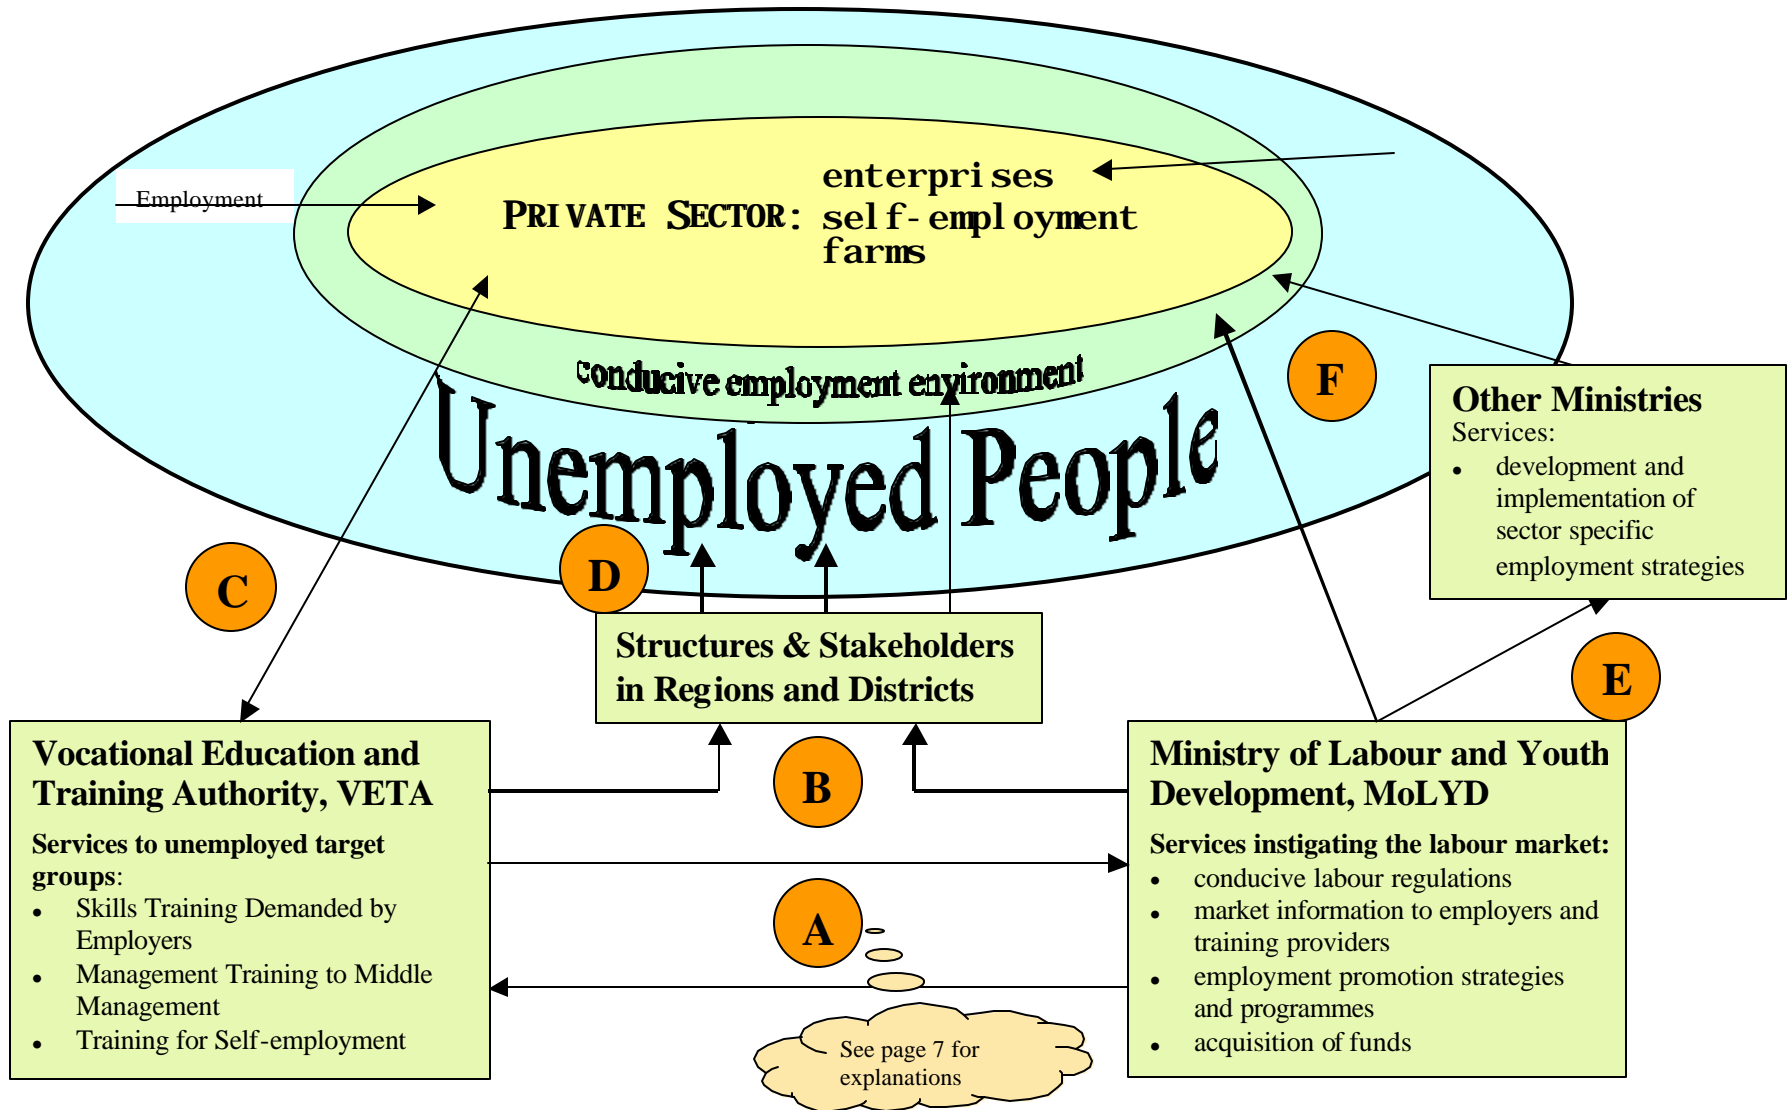 enterprises
Employment
PRIVATE SECTOR: self-employment
farms
conducive employment environment
Unemployed People
F
Other Ministries
Services:
• development and
implementation of
sector specific
employment strategies
C
D
Structures & Stakeholders
in Regions and Districts
E
Vocational Education and
Training Authority, VETA
Services to unemployed target
groups:
• Skills Training Demanded by
Employers
• Management Training to Middle
Management
• Training for Self-employment
B
A
See page 7 for
explanations
Ministry of Labour and Youth
Development, MoLYD
Services instigating the labour market:
• conducive labour regulations
• market information to employers and
training providers
• employment promotion strategies
and programmes
• acquisition of funds